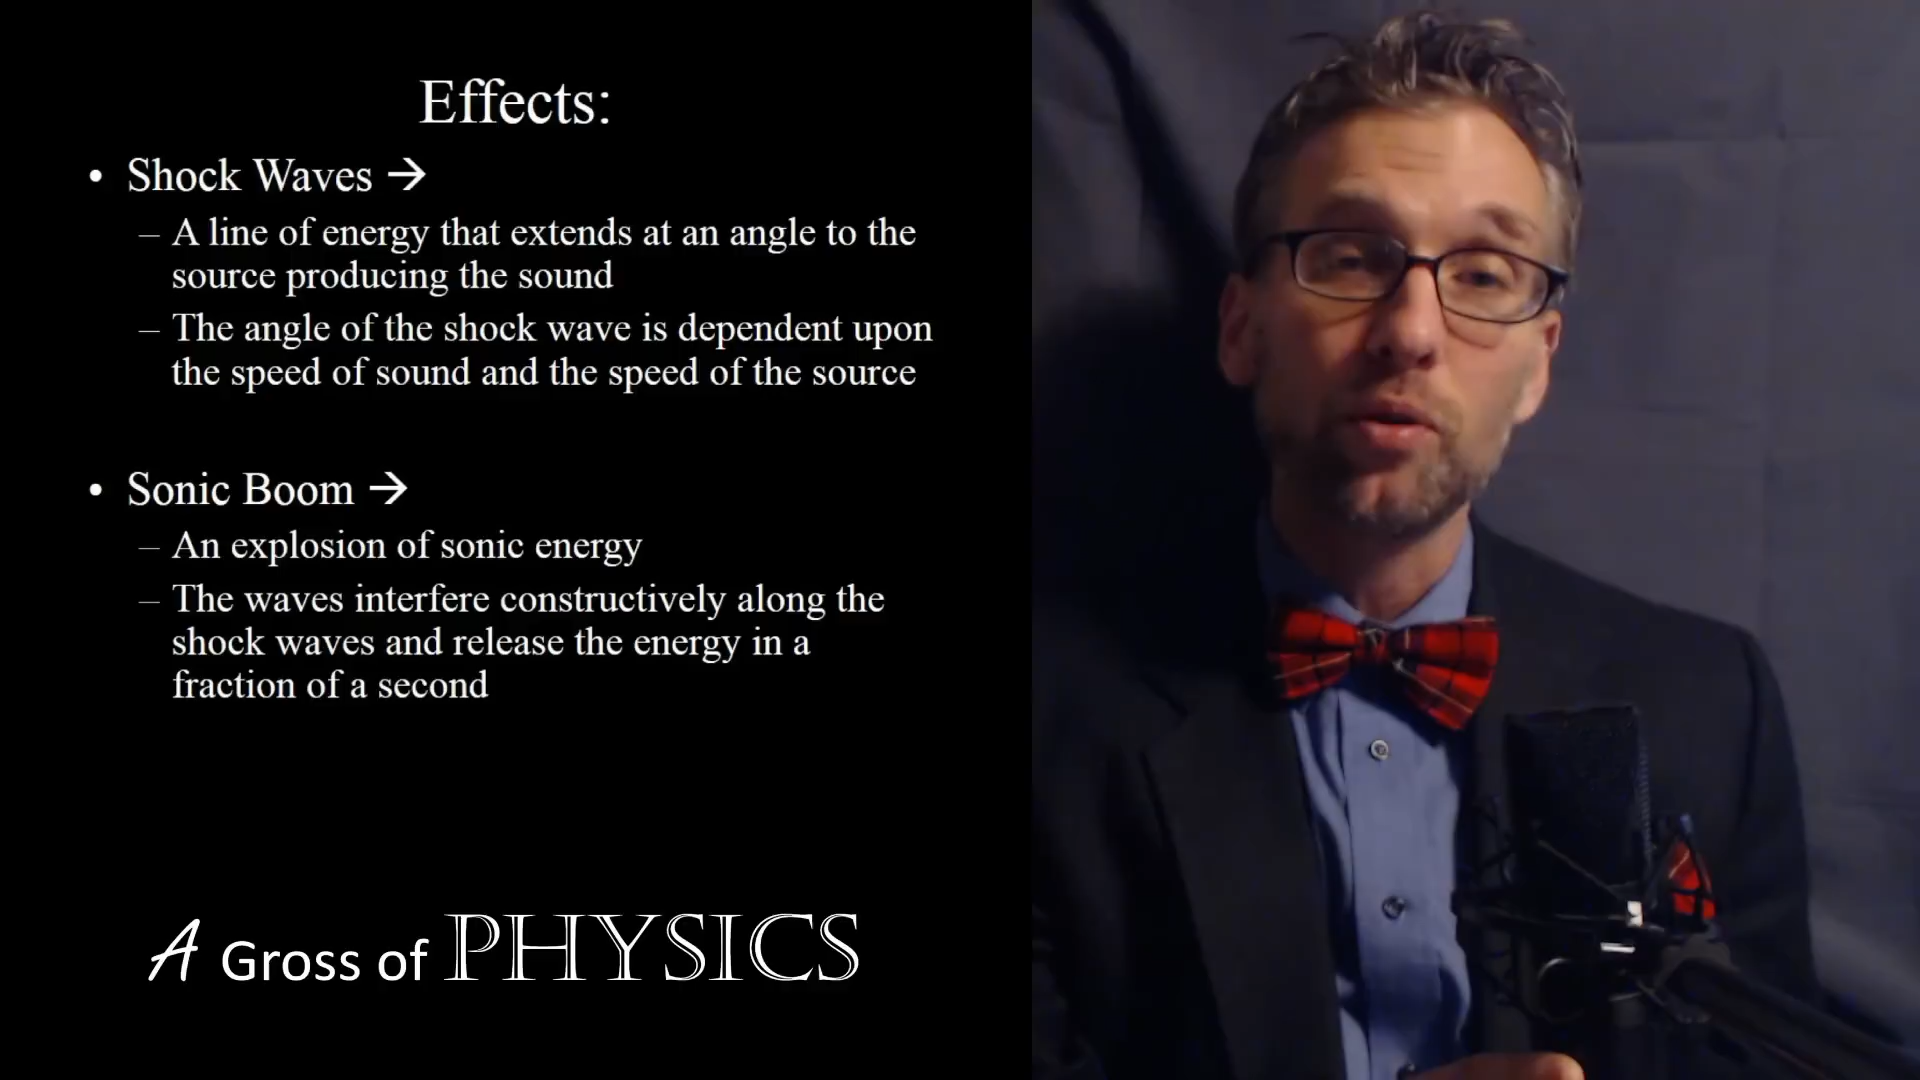 Effects:
• Shock Waves →
– A line of energy that extends at an angle to the
source producing the sound
– The angle of the shock wave is dependent upon
the speed of sound and the speed of the source
• Sonic Boom →
– An explosion of sonic energy
– The waves interfere constructively along the
shock waves and release the energy in a
fraction of a second
A Gross of PHYSICS